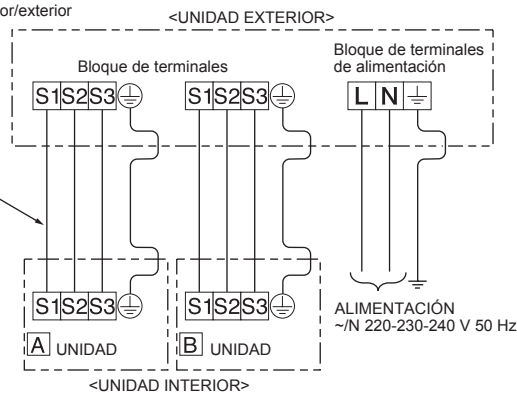 or/exterior
<UNIDAD EXTERIOR>
Bloque de terminales
Bloque de terminales
de alimentación
S1 S2 S3
S1 S2 S3
L N
S1 S2 S3
S1 S2 S3
A UNIDAD
B UNIDAD
ALIMENTACIÓN
~/N 220-230-240 V 50 Hz
<UNIDAD INTERIOR>